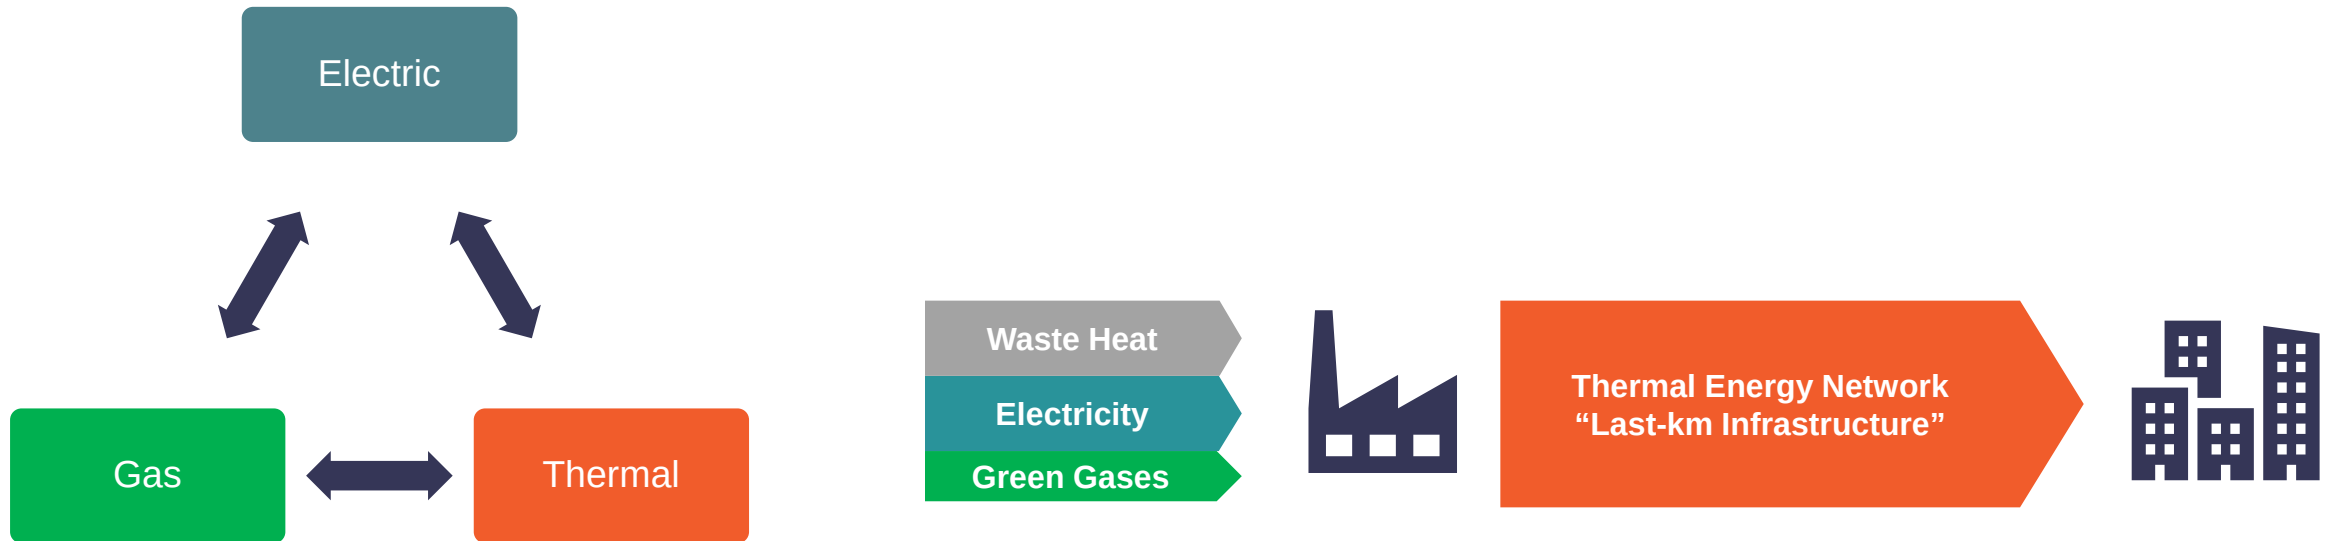 Electric
Gas
Thermal
Waste Heat
Electricity
Green Gases
Thermal Energy Network
“Last-km Infrastructure”